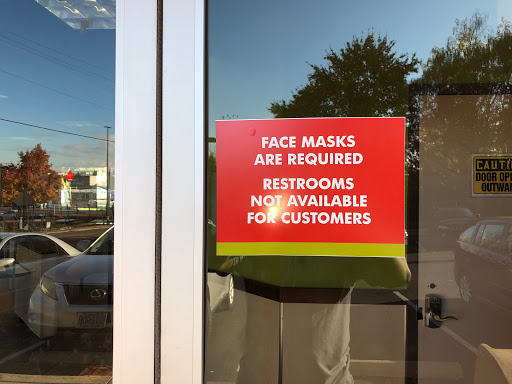 FACE MASKS
ARE REQUIRED
RESTROOMS
NOT AVAILABLE
FOR CUSTOMERS
CAUTI
DOOR OP
OUTWA